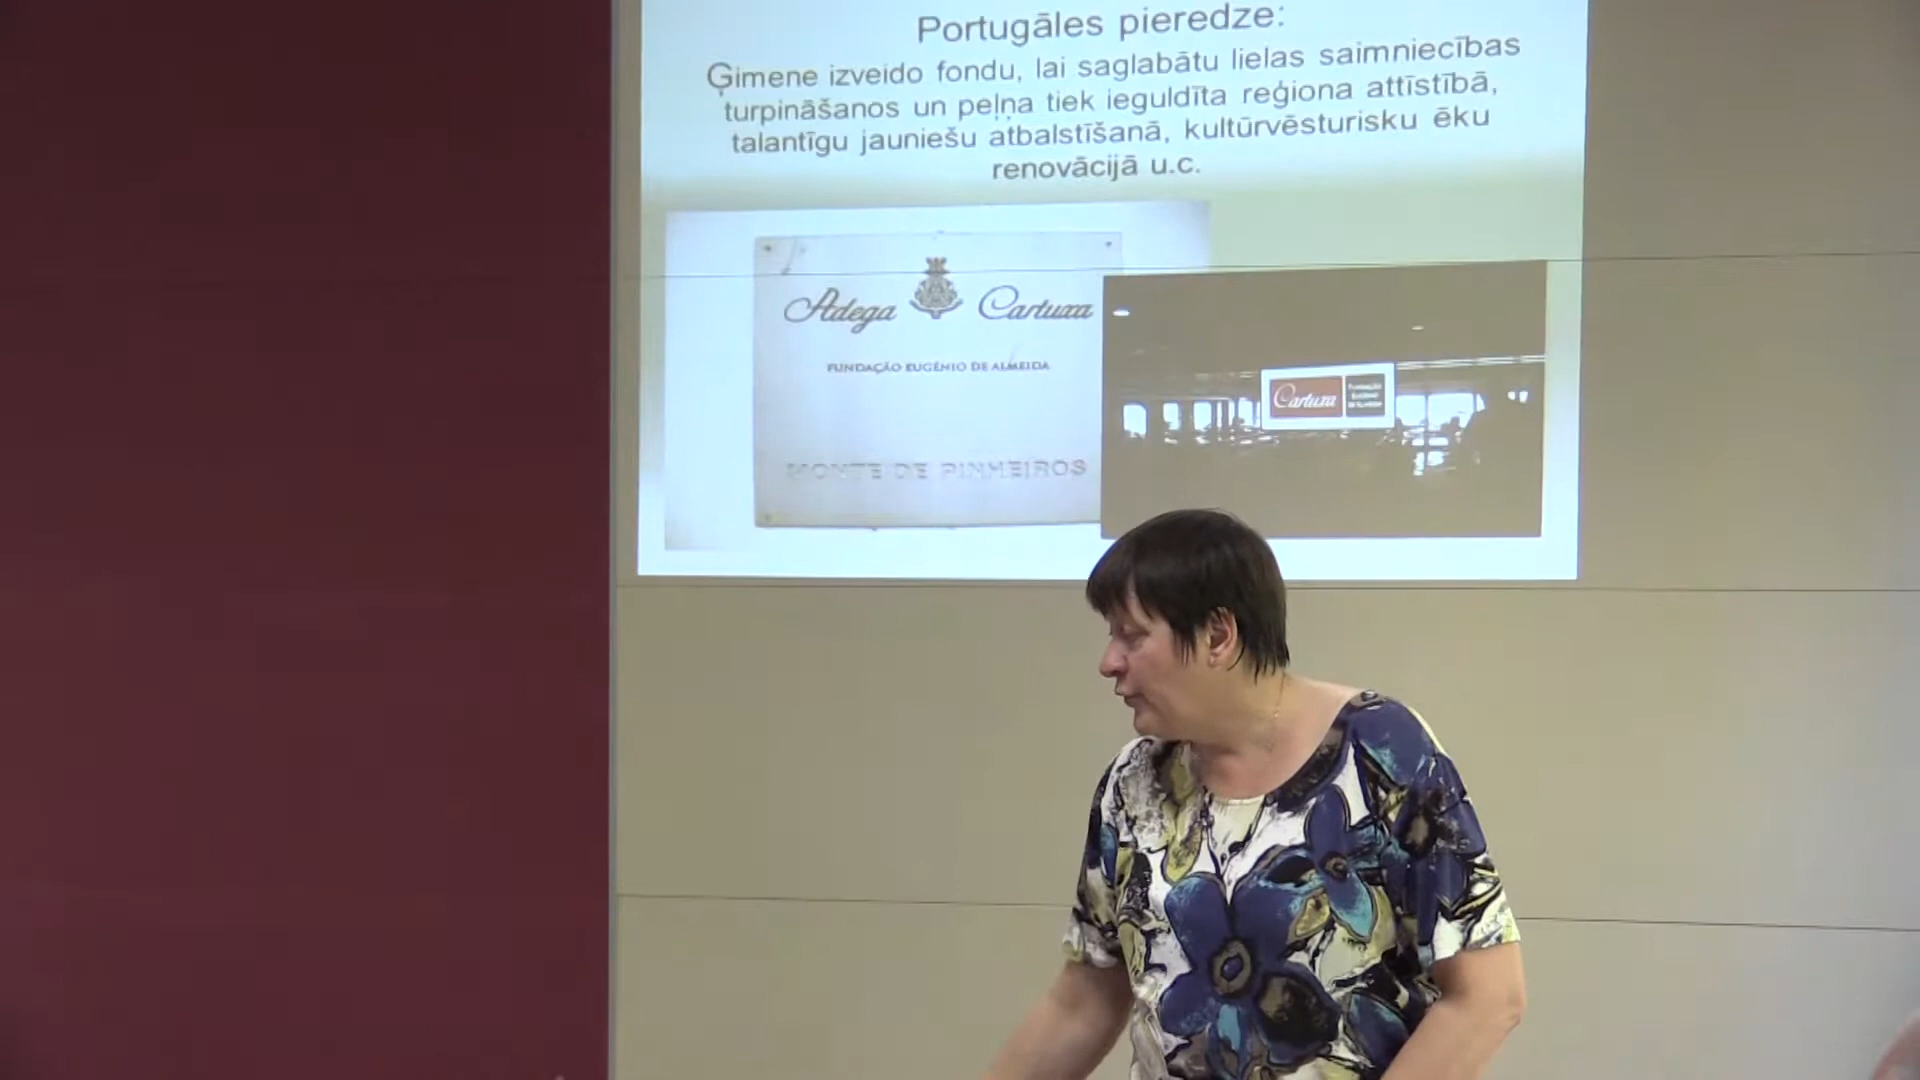 Portugāles pieredze:
Ģimene izveido fondu, lai saglabātu lielas saimniecības
turpināšanos un peļņa tiek ieguldīta reģiona attīstībā,
talantīgu jauniešu atbalstīšanā, kultūrvēsturisku ēku
renovācijā u.c.
Adega Cartuxa
FUNDAÇÃO EUGÉNIO DE ALMEIDA
MONTE DE PINHEIROS
Cartuxa